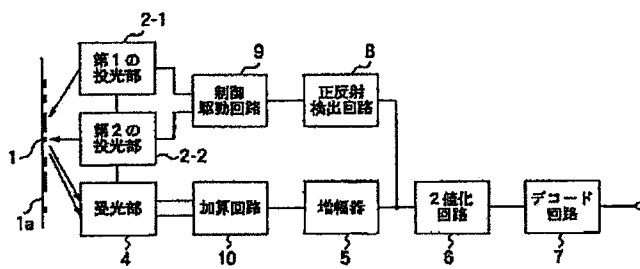 2-1
第1の
投光部
9
制御
駆動回路
8
正反射
検出回路
1
第2の
投光部
2-2
1a
受光部
加算回路
増幅器
2値化
回路
デコード
回路
4
10
5
6
7